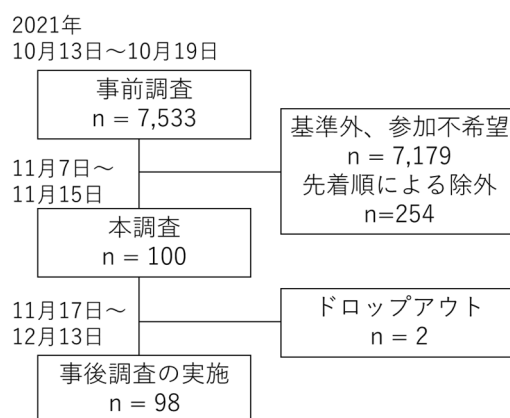 2021年
10月13日～10月19日
事前調査
n = 7,533
基準外、参加不希望
n = 7,179
先着順による除外
n=254
11月7日～
11月15日
本調査
n = 100
11月17日～
12月13日
ドロップアウト
n = 2
事後調査の実施
n = 98